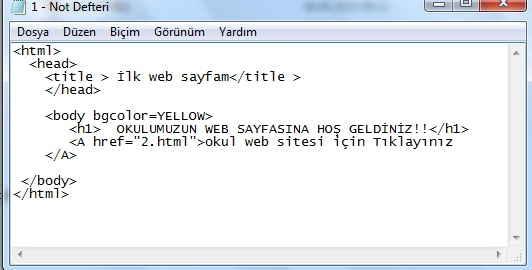 1 - Not Defteri
Dosya Düzen Biçim Görünüm Yardım
<html>
<head>
<title > İlk web sayfam</title >
</head>
<body bgcolor=YELLOW>
<h1> OKULUMUZUN WEB SAYFASINA HOŞ GELDİNİZ!!</h1>
<A href="2.html">okul web sitesi için Tıklayınız
</A>
</body>
</html>